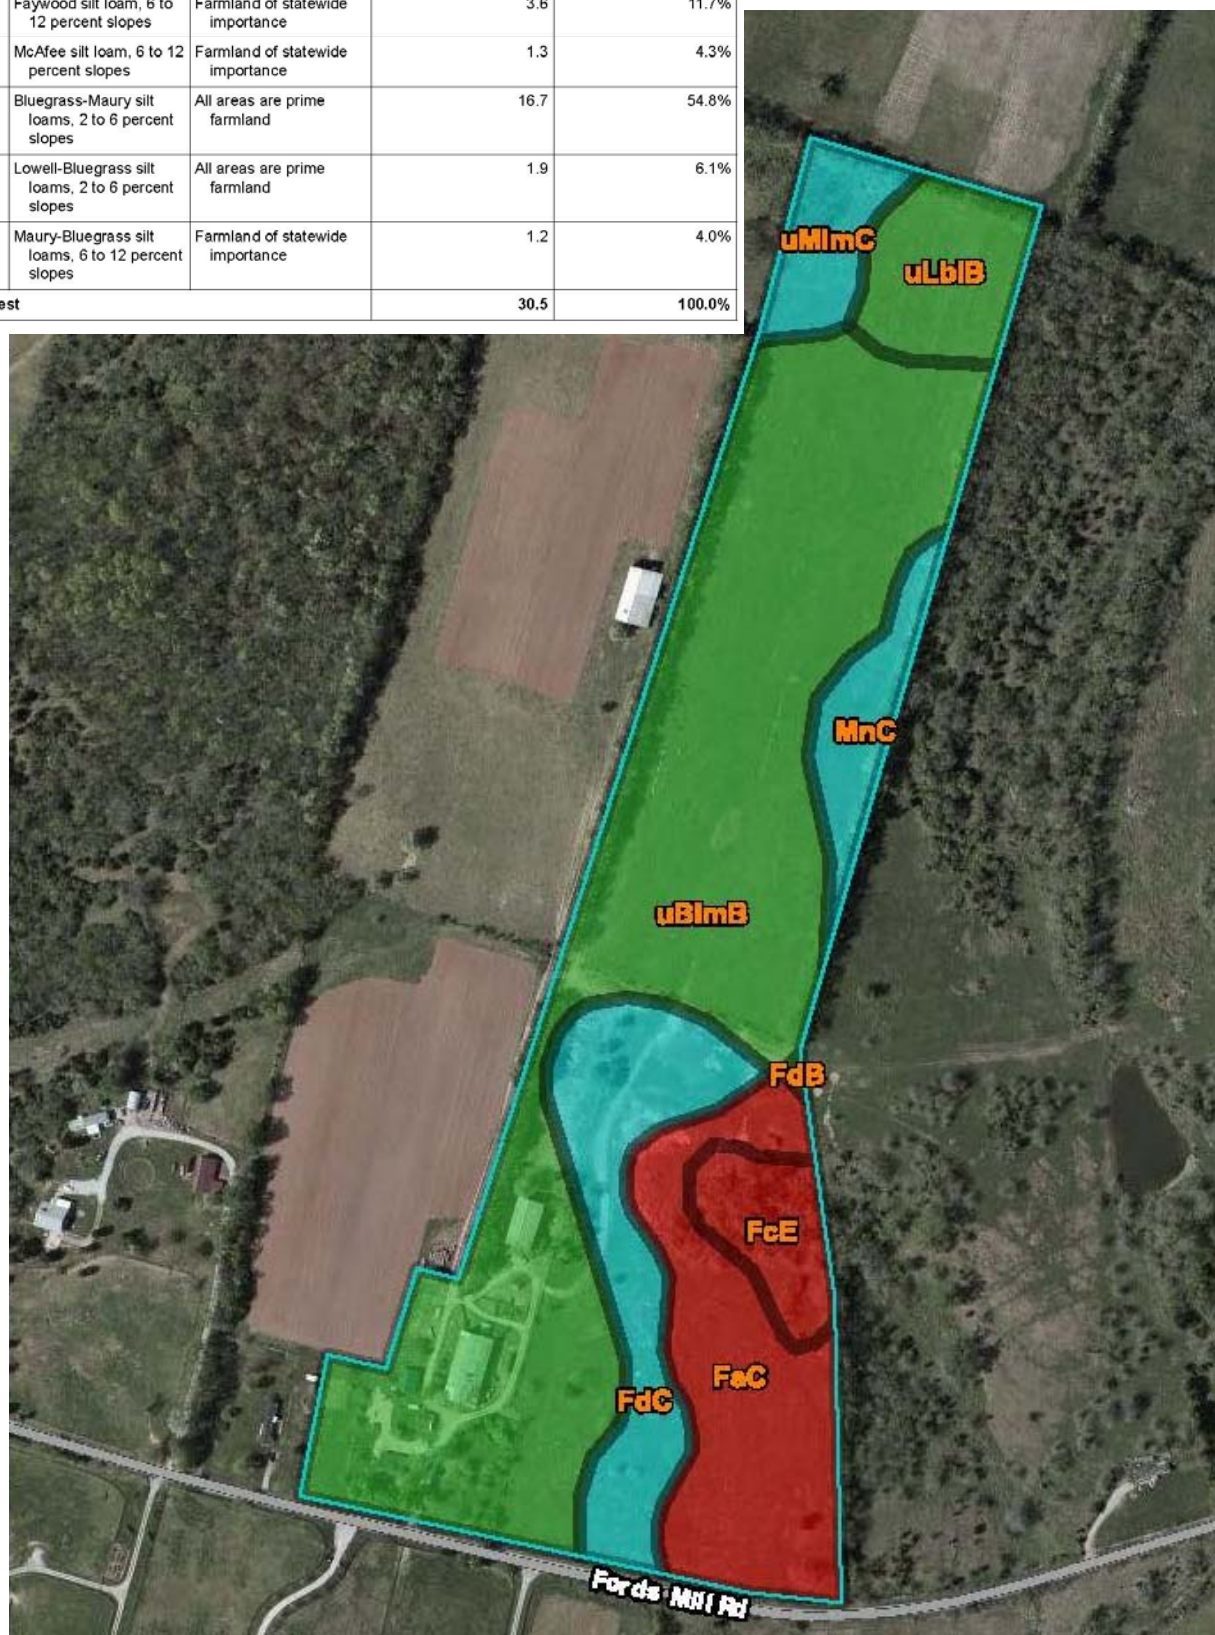 Faywood silt loam, 6 to Farmland of statewide 3.6 11.7%
12 percent slopes importance
McAfee silt loam, 6 to 12 Farmland of statewide 1.3 4.3%
percent slopes importance
Bluegrass-Maury silt All areas are prime 16.7 54.8%
loams, 2 to 6 percent farmland
slopes
Lowell-Bluegrass silt All areas are prime 1.9 6.1%
loams, 2 to 6 percent farmland
slopes
Maury-Bluegrass silt Farmland of statewide 1.2 4.0%
loams, 6 to 12 percent importance
slopes
est 30.5 100.0%
uMlmC
uLblB
MnC
uBlmB
FdB
FcE
FaC
FdC
Fords Mill Rd